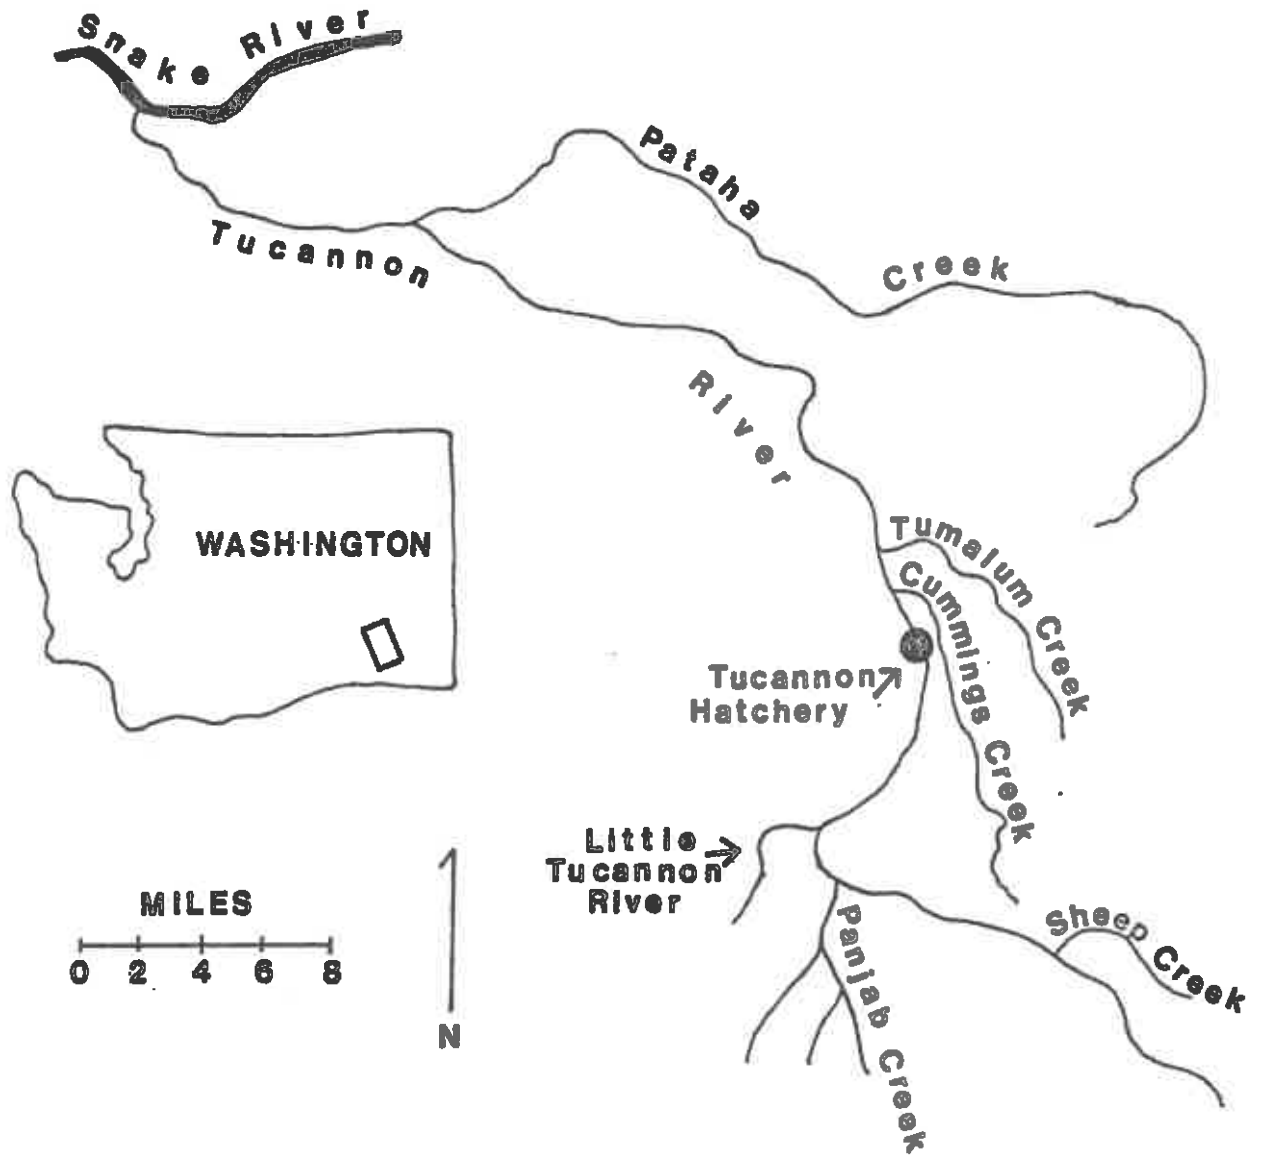 Snake River
Pataha
Creek
Tucannon
River
WASHINGTON
Tumalum Creek
Cummings Creek
Tucannon
Hatchery
Little
Tucannon
River
MILES
0 2 4 6 8
N
Panjab Creek
Sheep Creek